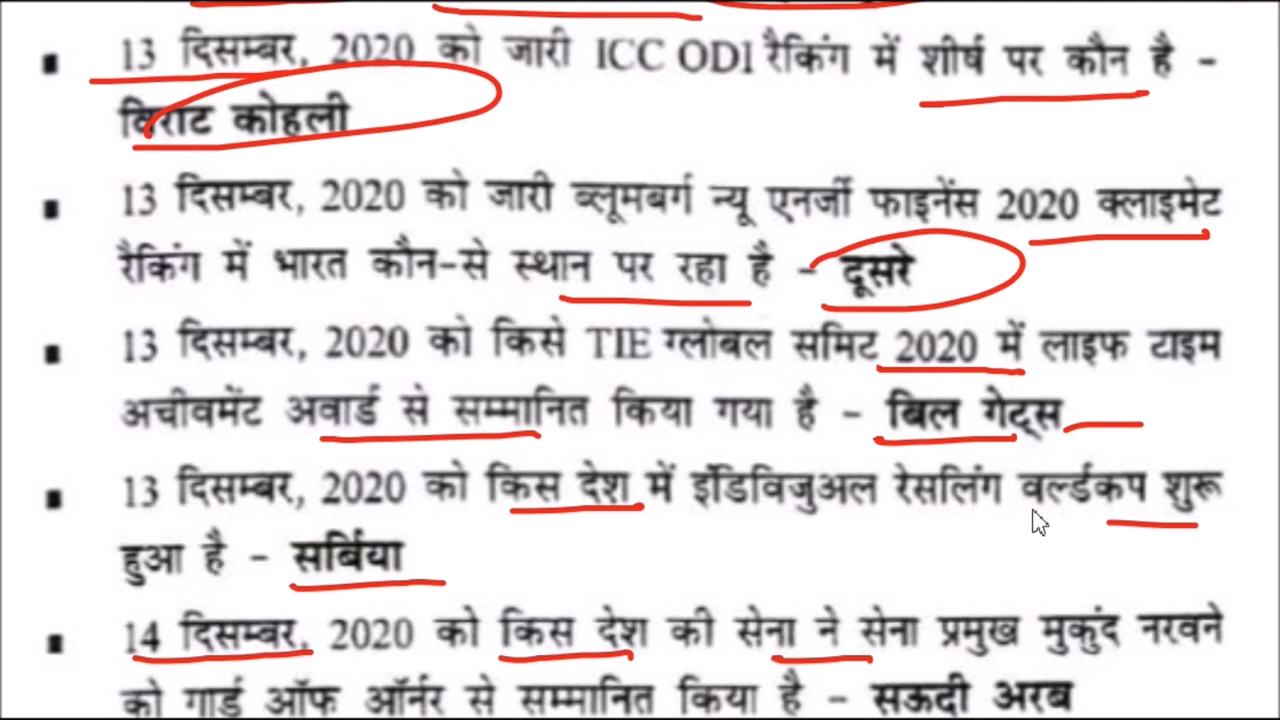 13 दिसम्बर, 2020 को जारी ICC ODI रैकिंग में शीर्ष पर कौन है -
विराट कोहली
13 दिसम्बर, 2020 को जारी ब्लूमबर्ग न्यू एनर्जी फाइनेंस 2020 क्लाइमेट
रैकिंग में भारत कौन-से स्थान पर रहा है - दूसरे
13 दिसम्बर, 2020 को किसे TIE ग्लोबल समिट 2020 में लाइफ टाइम
अचीवमेंट अवार्ड से सम्मानित किया गया है - बिल गेट्स
13 दिसम्बर, 2020 को किस देश में इंडिविजुअल रेसलिंग वर्ल्डकप शुरू
हुआ है - सर्बिया
14 दिसम्बर, 2020 को किस देश की सेना ने सेना प्रमुख मुकुंद नरवने
को गार्ड ऑफ ऑर्नर से सम्मानित किया है - सऊदी अरब